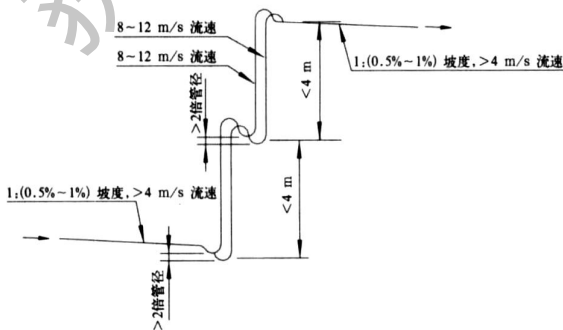 8~12 m/s 流速
8~12 m/s 流速
1:(0.5%~1%) 坡度,>4 m/s 流速
<4 m
>2倍管径
<4 m
1:(0.5%~1%) 坡度,>4 m/s 流速
>2倍管径